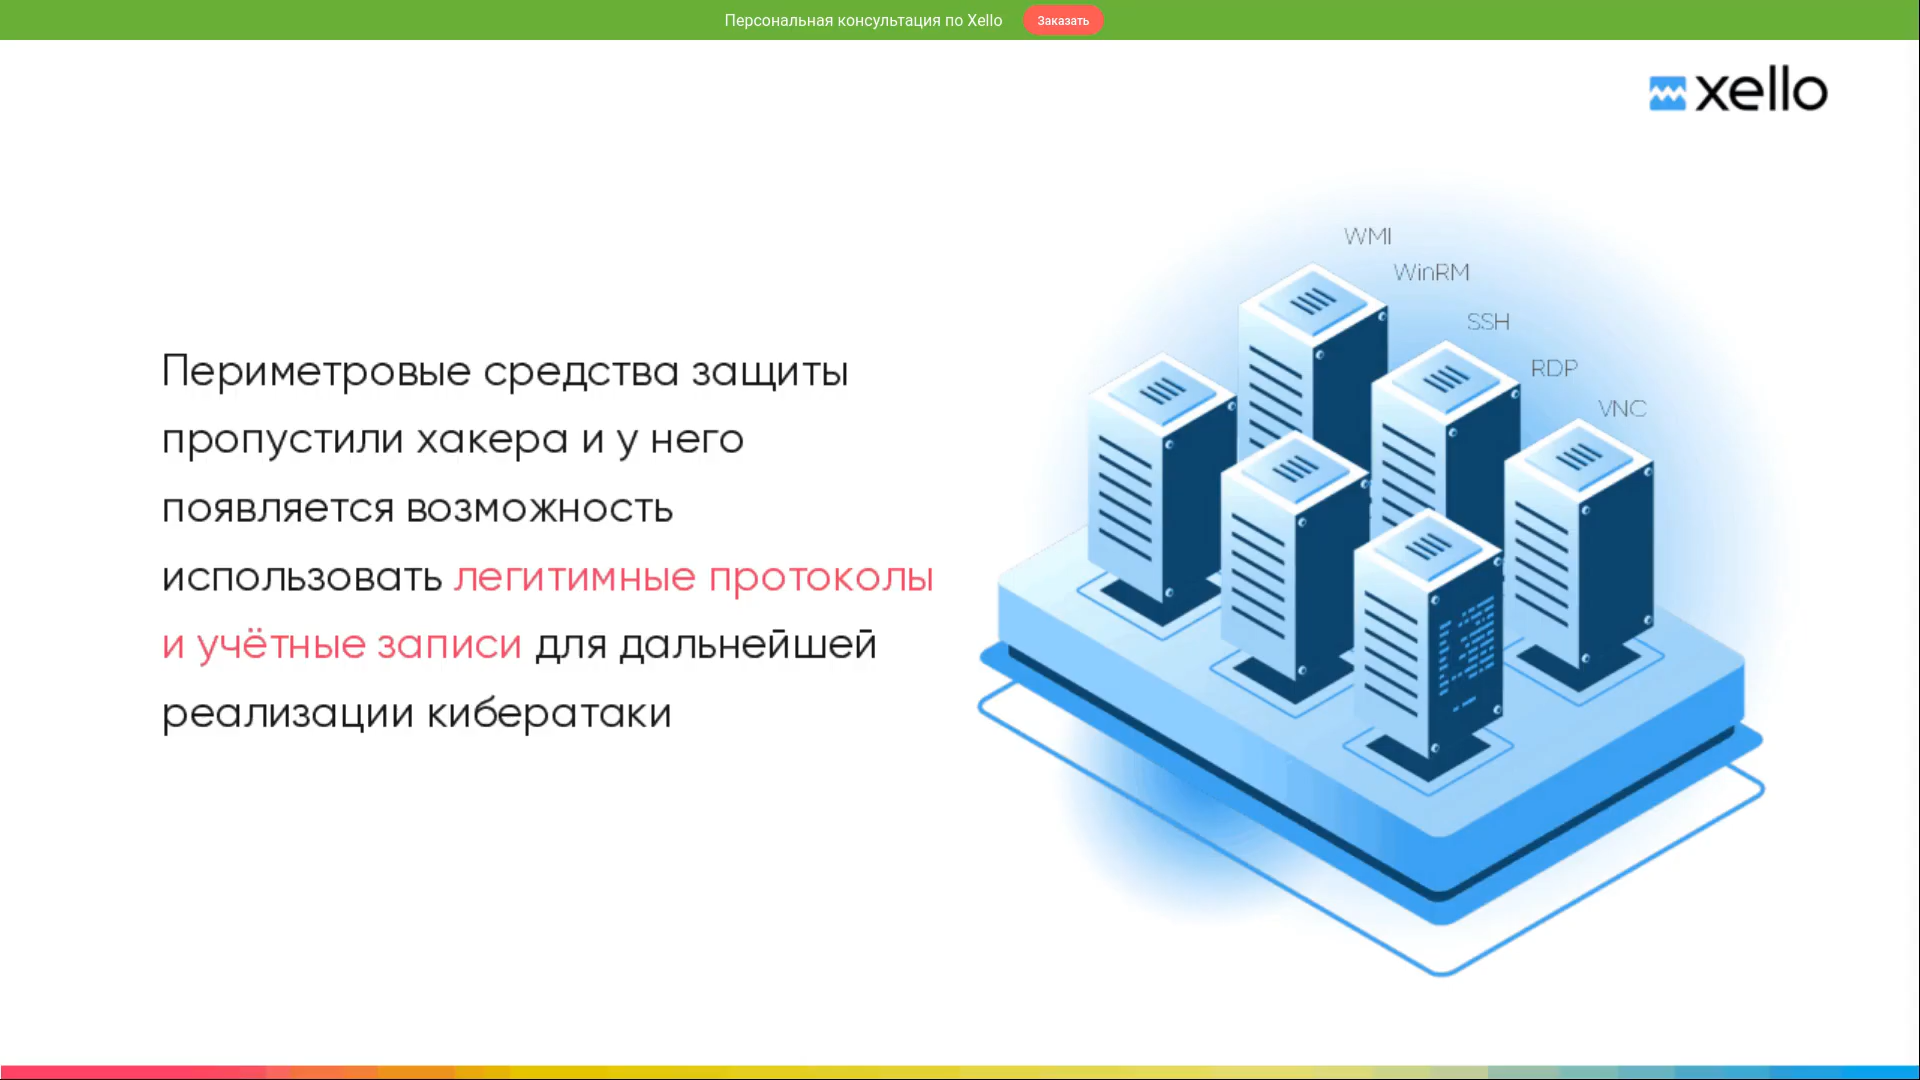 Персональная консультация по Xello Заказать
xello
WMI
WinRM
SSH
RDP
VNC
Периметровые средства защиты
пропустили хакера и у него
появляется возможность
использовать легитимные протоколы
и учётные записи для дальнейшей
реализации кибератаки